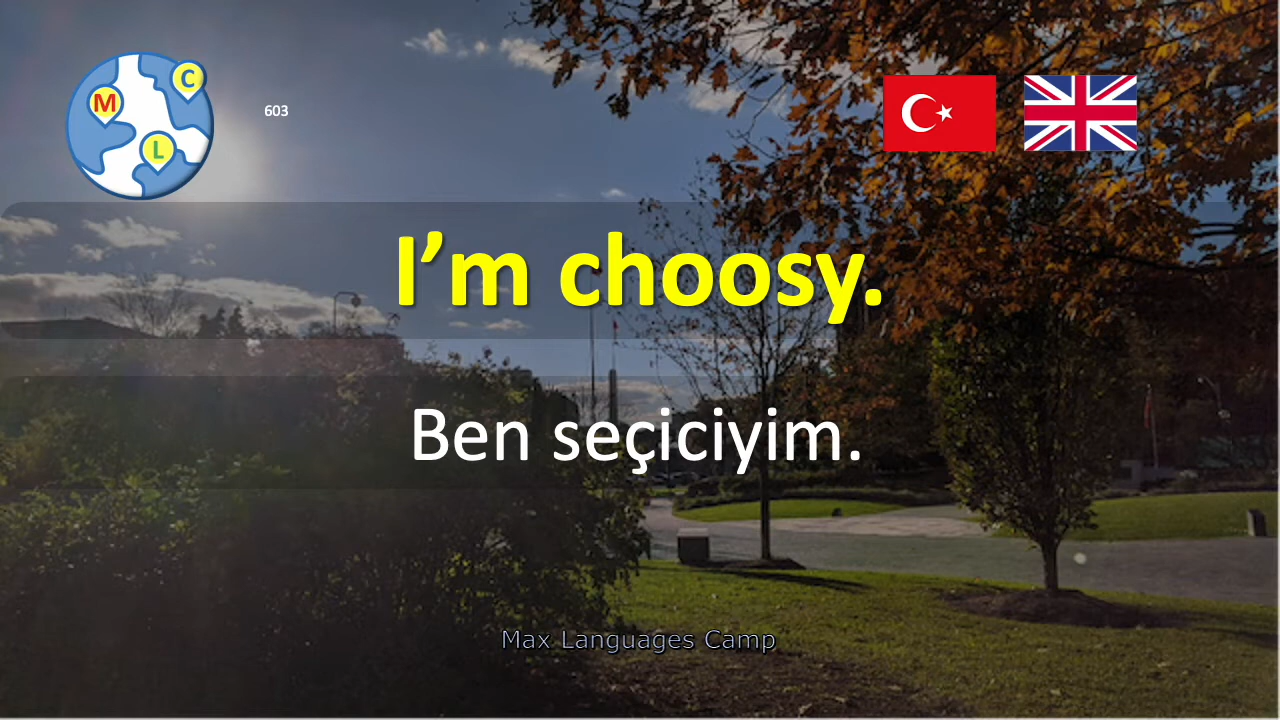 M
C
L
603
I’m choosy.
Ben seçiciyim.
Max Languages Camp